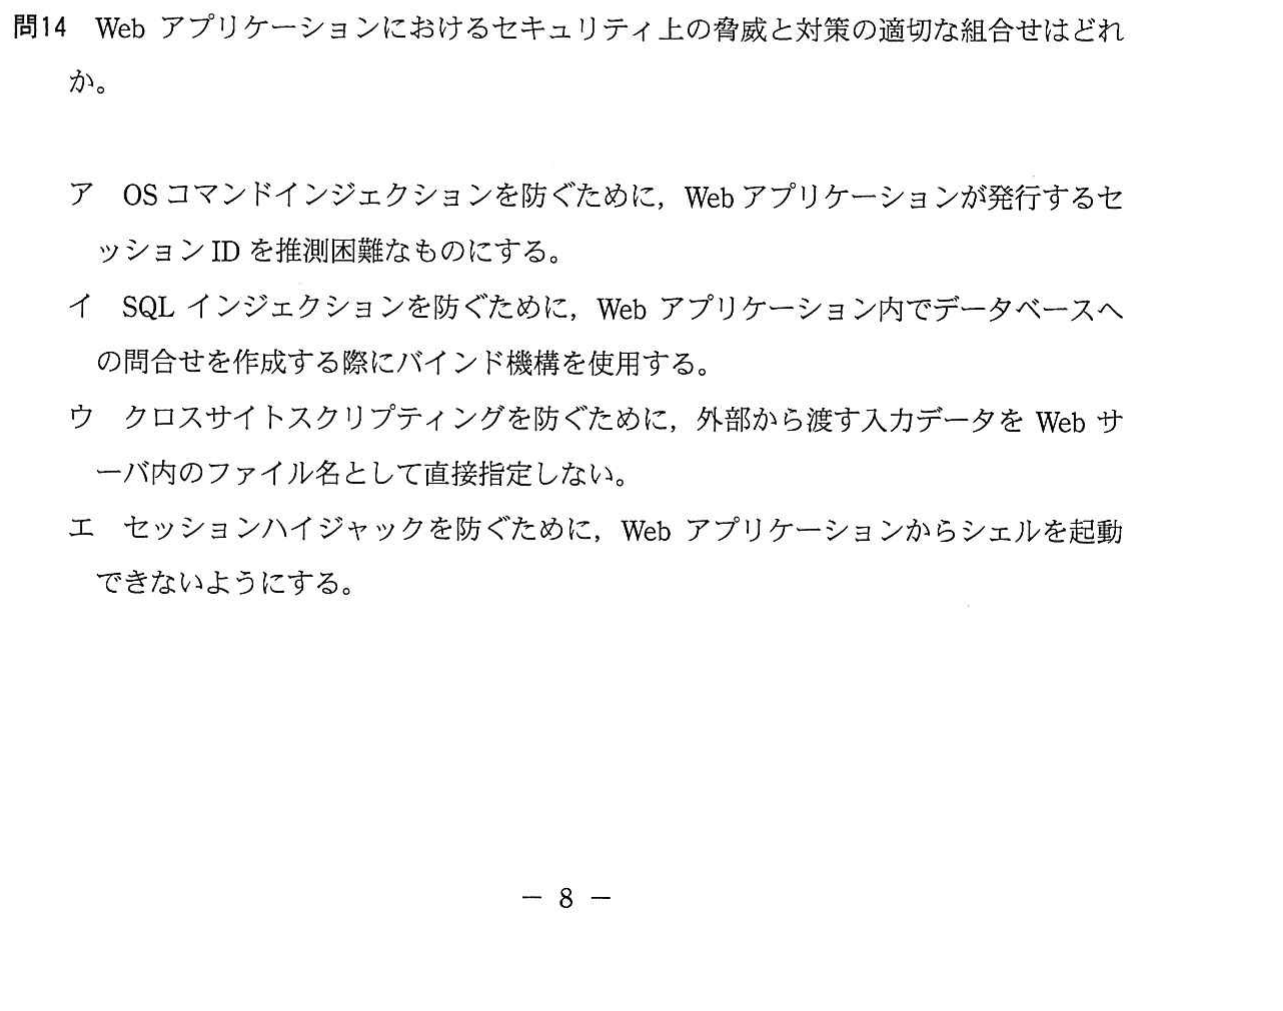 問14 Web アプリケーションにおけるセキュリティ上の脅威と対策の適切な組合せはどれ
か。
ア OS コマンドインジェクションを防ぐために，Web アプリケーションが発行するセ
ッション ID を推測困難なものにする。
イ SQL インジェクションを防ぐために，Web アプリケーション内でデータベースへ
の問合せを作成する際にバインド機構を使用する。
ウ クロスサイトスクリプティングを防ぐために，外部から渡す入力データを Web サ
ーバ内のファイル名として直接指定しない。
エ セッションハイジャックを防ぐために，Web アプリケーションからシェルを起動
できないようにする。
－ 8 －